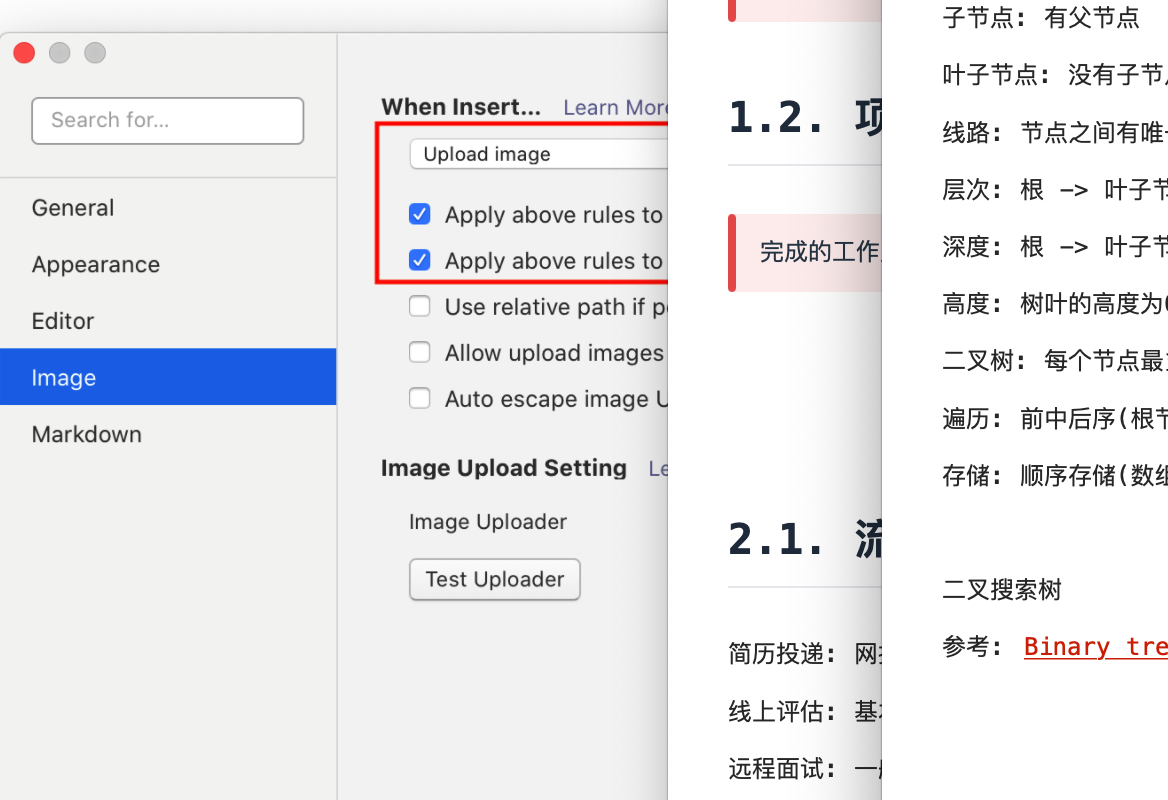 Search for...
General
Appearance
Editor
Image
Markdown
When Insert... Learn More
Upload image
Apply above rules to
Apply above rules to
Use relative path if
Allow upload images
Auto escape image
Image Upload Setting
Image Uploader
Test Uploader
1.2.
完成的工作
2.1. 流
简历投递: 网
线上评估: 基
远程面试: 一
子节点: 有父节点
叶子节点: 没有子节
线路: 节点之间有唯一
层次: 根 -> 叶子节
深度: 根 -> 叶子节
高度: 树叶的高度为0
二叉树: 每个节点最
遍历: 前中后序(根节
存储: 顺序存储(数组
二叉搜索树
参考: Binary tre